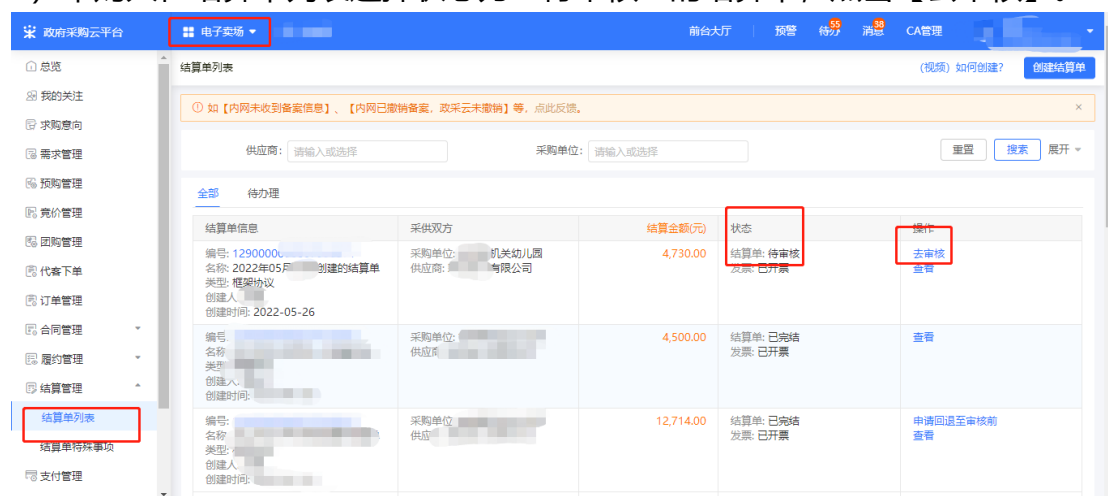 政府采购云平台
电子卖场
前台大厅
预警
待办
55
消息
38
CA管理
总览
我的关注
求购意向
需求管理
预购管理
竞价管理
团购管理
代客下单
订单管理
合同管理
履约管理
结算管理
结算单列表
结算单特殊事项
支付管理
结算单列表
(视频) 如何创建?
创建结算单
如【内网未收到备案信息】、【内网已撤销备案，政采云未撤销】等，点此反馈。
供应商: 请输入或选择
采购单位: 请输入或选择
重置
搜索
展开
全部
待办理
结算单信息
采供双方
结算金额(元)
状态
操作
编号: 1290000
名称: 2022年05月 创建的结算单
类型: 框架协议
创建人
创建时间: 2022-05-26
采购单位: 机关幼儿园
供应商: 有限公司
4,730.00
结算单: 待审核
发票: 已开票
去审核
查看
编号:
名称
类型
创建人
创建时间:
采购单位:
供应商
4,500.00
结算单: 已完结
发票: 已开票
查看
编号:
名称
类型:
创建人
创建时间:
采购单位
供应
12,714.00
结算单: 已完结
发票: 已开票
申请回退至审核前
查看